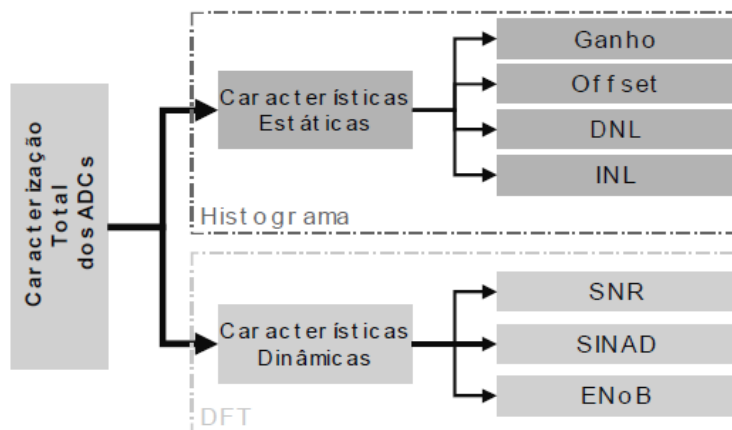 Caracterização
Total
dos ADCs
Características
Estáticas
Ganho
Offset
DNL
INL
Histograma
Características
Dinâmicas
SNR
SINAD
ENoB
DFT